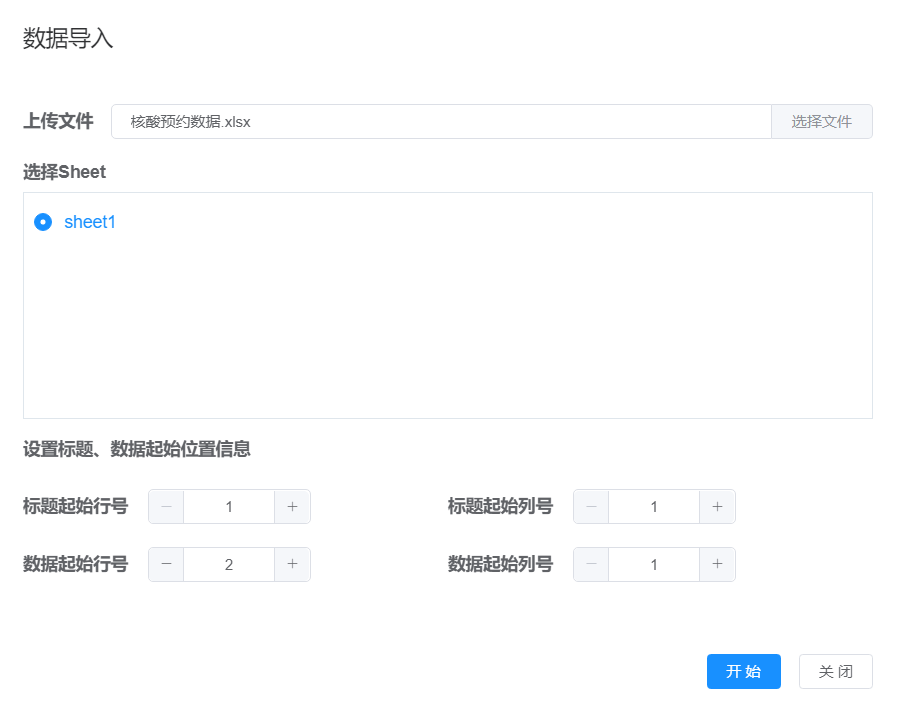 数据导入
上传文件 核酸预约数据.xlsx 选择文件
选择Sheet
sheet1
设置标题、数据起始位置信息
标题起始行号 − 1 + 标题起始列号 − 1 +
数据起始行号 − 2 + 数据起始列号 − 1 +
开始 关闭